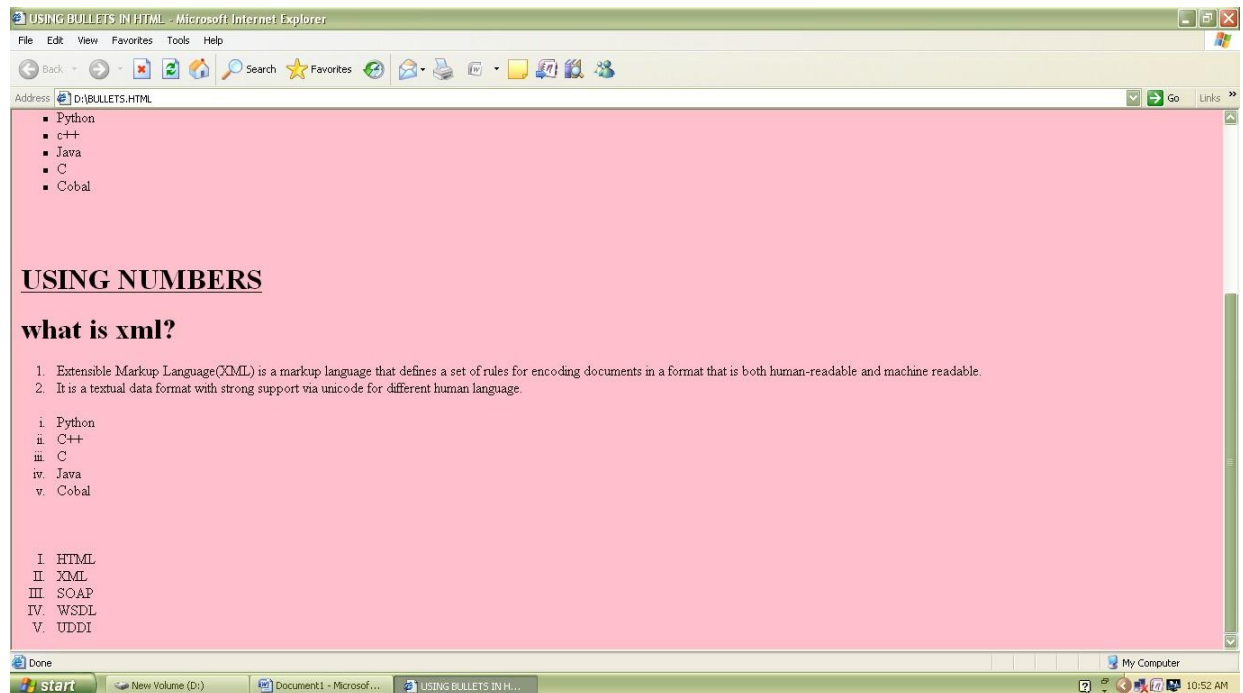 USING BULLETS IN HTML - Microsoft Internet Explorer
File Edit View Favorites Tools Help
Back Search Favorites
Address D:\BULLETS.HTML Go Links »
▪ Python
▪ c++
▪ Java
▪ C
▪ Cobal
USING NUMBERS
what is xml?
1. Extensible Markup Language(XML) is a markup language that defines a set of rules for encoding documents in a format that is both human-readable and machine readable.
2. It is a textual data format with strong support via unicode for different human language.
i. Python
ii. C++
iii. C
iv. Java
v. Cobal
I. HTML
II. XML
III. SOAP
IV. WSDL
V. UDDI
Done My Computer
start New Volume (D:) Document1 - Microsof... USING BULLETS IN H... 10:52 AM